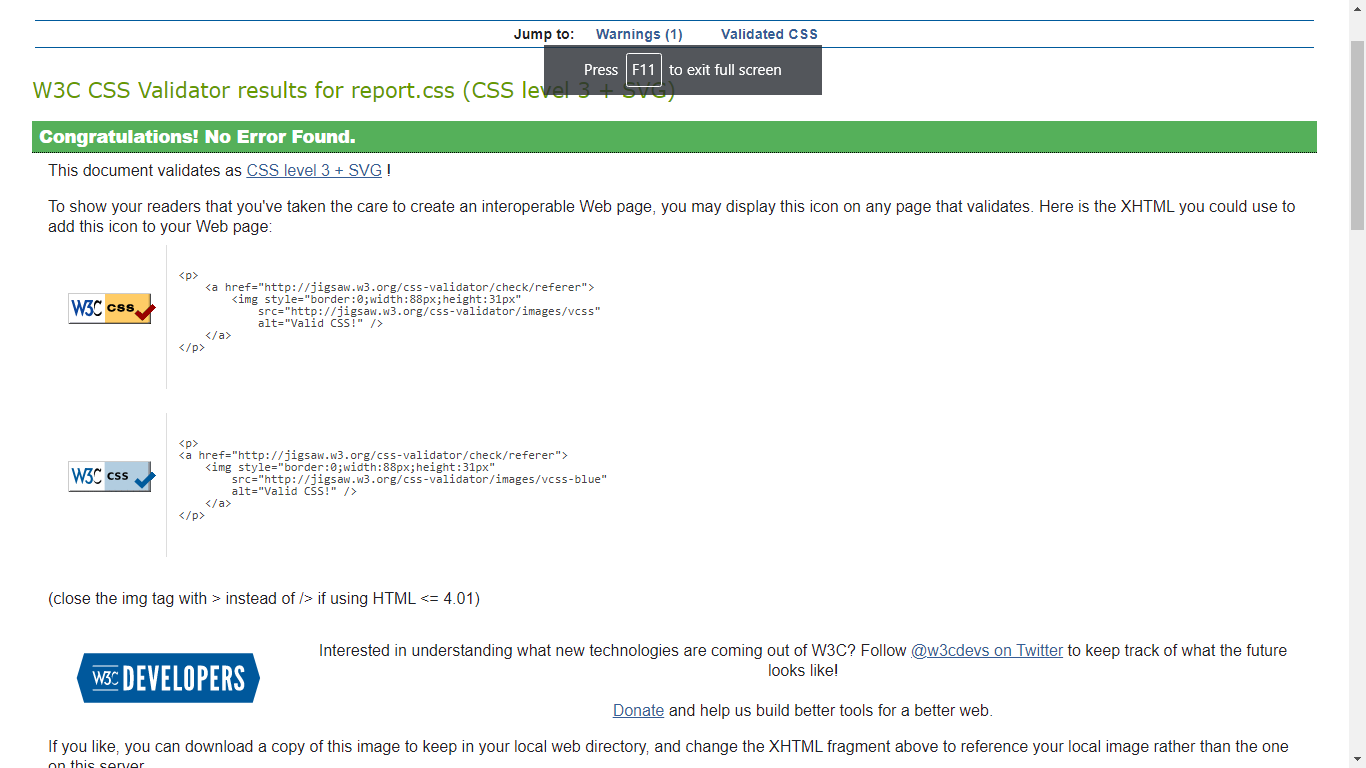 Jump to: Warnings (1) Validated CSS
Press F11 to exit full screen
W3C CSS Validator results for report.css (CSS level 3 + SVG)
Congratulations! No Error Found.
This document validates as CSS level 3 + SVG !
To show your readers that you've taken the care to create an interoperable Web page, you may display this icon on any page that validates. Here is the XHTML you could use to
add this icon to your Web page:
W3C css
<p>
<a href="http://jigsaw.w3.org/css-validator/check/referer">
<img style="border:0;width:88px;height:31px"
src="http://jigsaw.w3.org/css-validator/images/vcss"
alt="Valid CSS!" />
</a>
</p>
W3C css
<p>
<a href="http://jigsaw.w3.org/css-validator/check/referer">
<img style="border:0;width:88px;height:31px"
src="http://jigsaw.w3.org/css-validator/images/vcss-blue"
alt="Valid CSS!" />
</a>
</p>
(close the img tag with > instead of /> if using HTML <= 4.01)
W3C DEVELOPERS
Interested in understanding what new technologies are coming out of W3C? Follow @w3cdevs on Twitter to keep track of what the future
looks like!
Donate and help us build better tools for a better web.
If you like, you can download a copy of this image to keep in your local web directory, and change the XHTML fragment above to reference your local image rather than the one
on this server